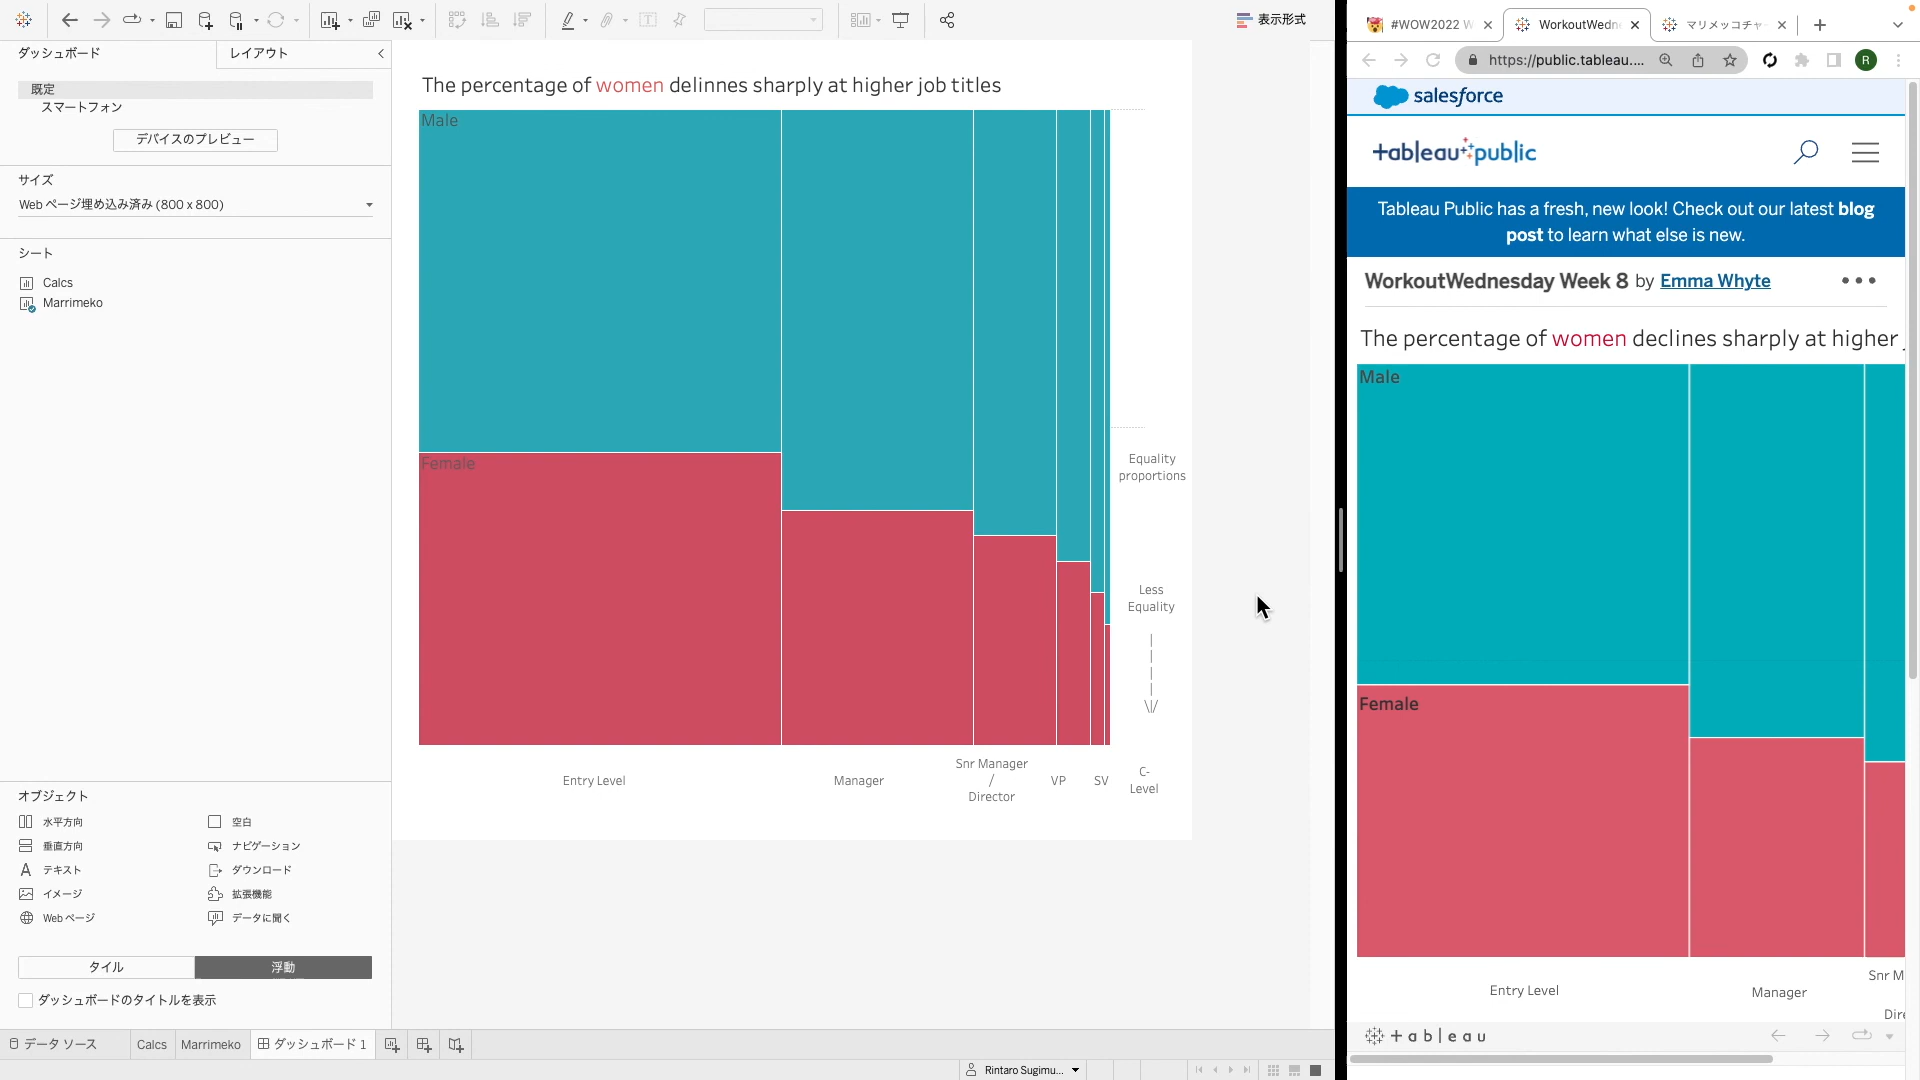 表示形式
ダッシュボード
レイアウト
既定
スマートフォン
デバイスのプレビュー
サイズ
Web ページ埋め込み済み (800 x 800)
シート
Calcs
Marrimeko
オブジェクト
水平方向
空白
垂直方向
ナビゲーション
テキスト
ダウンロード
イメージ
拡張機能
Web ページ
データに聞く
タイル
浮動
ダッシュボードのタイトルを表示
データ ソース
Calcs
Marrimeko
ダッシュボード 1
Rintaro Sugimu...
The percentage of women delinnes sharply at higher job titles
Male
Female
Equality
proportions
Less
Equality
Entry Level
Manager
Snr Manager
/
Director
VP
SV
C-
Level
#WOW2022 W
WorkoutWedn
マリメッコチャー
https://public.tableau....
R
salesforce
+tableau public
Tableau Public has a fresh, new look! Check out our latest blog
post to learn what else is new.
WorkoutWednesday Week 8 by Emma Whyte
The percentage of women declines sharply at higher
Male
Female
Entry Level
Manager
Snr M
Dire
+ a b | e a u